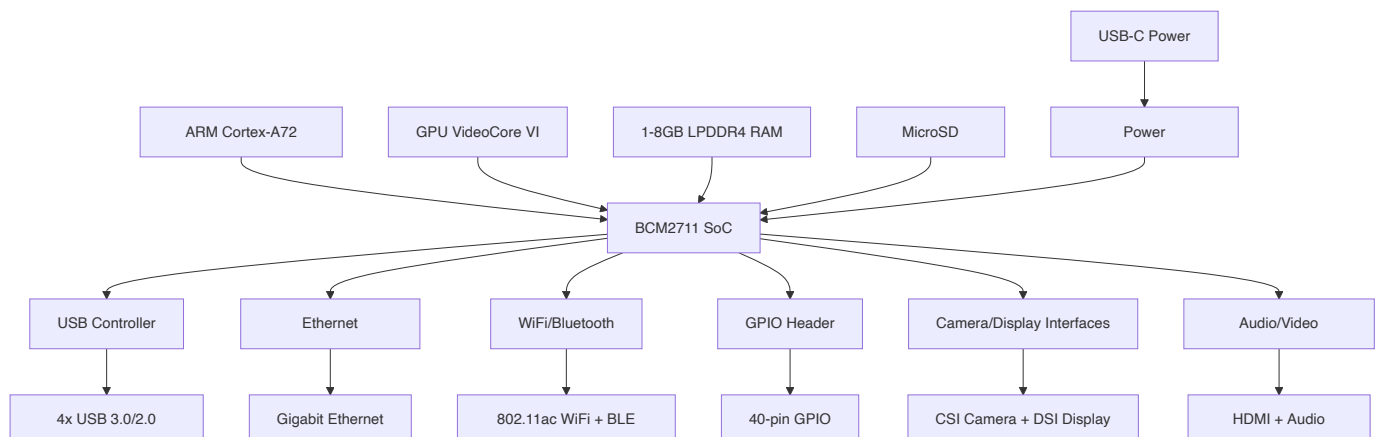 USB-C Power
ARM Cortex-A72
GPU VideoCore VI
1-8GB LPDDR4 RAM
MicroSD
Power
BCM2711 SoC
USB Controller
Ethernet
WiFi/Bluetooth
GPIO Header
Camera/Display Interfaces
Audio/Video
4x USB 3.0/2.0
Gigabit Ethernet
802.11ac WiFi + BLE
40-pin GPIO
CSI Camera + DSI Display
HDMI + Audio